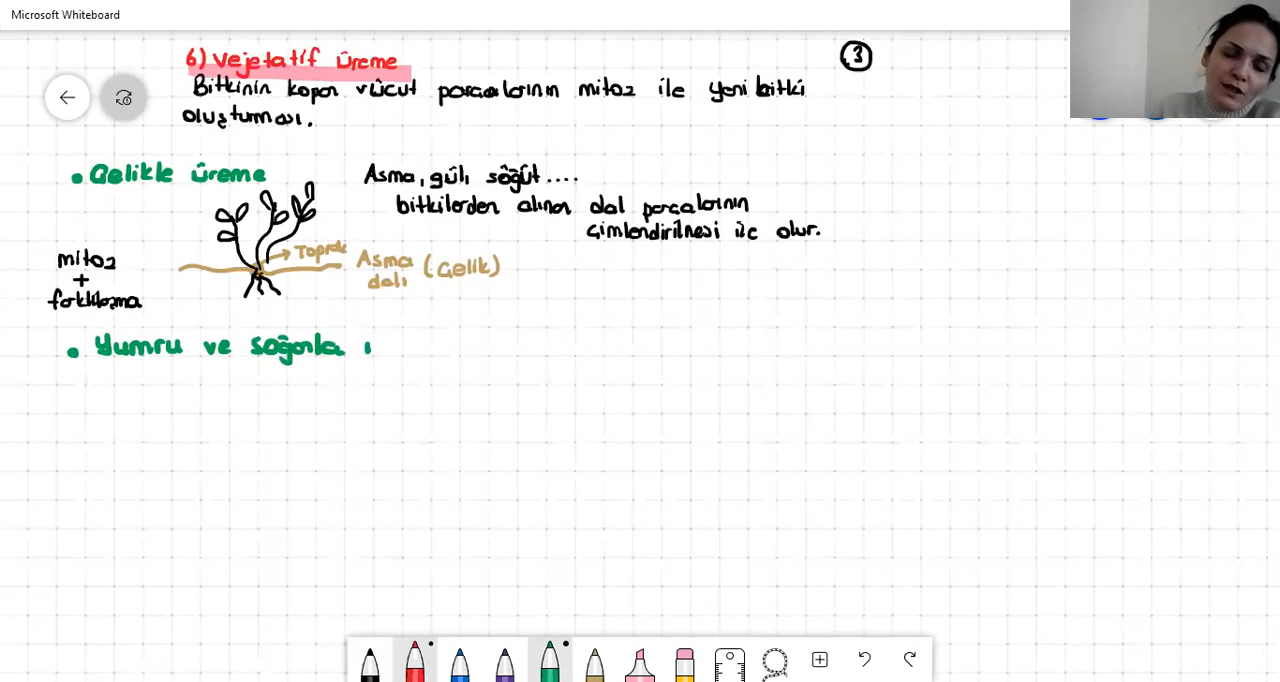 Microsoft Whiteboard
3
6) Vejetatif üreme
Bitkinin kopan vücut parçalarının mitoz ile yeni bitki
oluşturması.
• Çelikle üreme
Asma, gül, söğüt....
bitkilerden alınan dal parçalarının
çimlendirilmesi ile olur.
Toprak
Asma (Çelik)
dalı
mitoz
+
farklılaşma
• Yumru ve soğanla